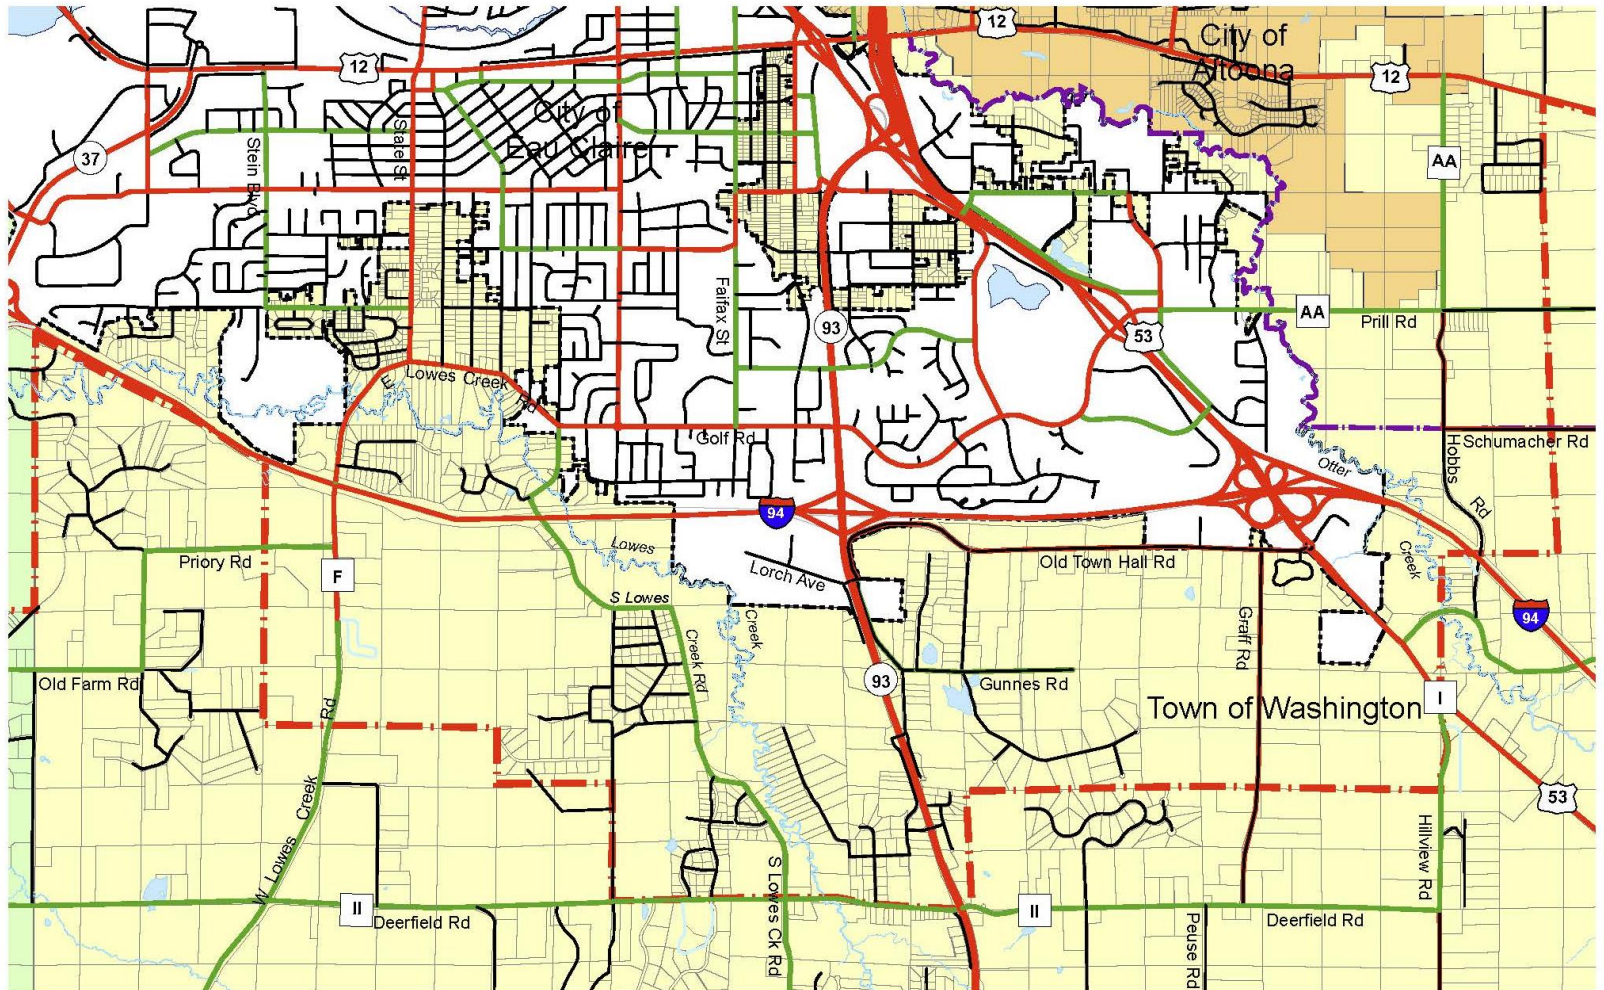 12
City of
Altoona
12
12
City of
Eau Claire
State St
37
Stein Blvd
AA
Fairfax St
93
AA
Prill Rd
53
E
Lowes Creek
Rd
Golf Rd
Hobbs
Rd
Schumacher Rd
Otter
Creek
94
Lowes
Creek
Priory Rd
Lorch Ave
Old Town Hall Rd
F
S Lowes
Creek Rd
Graff Rd
94
Old Farm Rd
93
Gunnes Rd
Town of Washington
I
Rd
W Lowes Creek
53
Hillview Rd
S Lowes Ck Rd
II
Deerfield Rd
II
Deerfield Rd
Peuse Rd